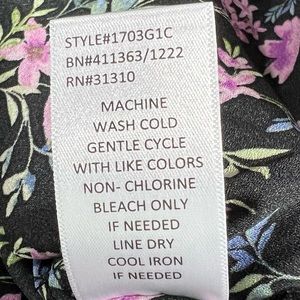 STYLE#1703G1C
BN#411363/1222
RN#31310
MACHINE
WASH COLD
GENTLE CYCLE
WITH LIKE COLORS
NON- CHLORINE
BLEACH ONLY
IF NEEDED
LINE DRY
COOL IRON
IF NEEDED